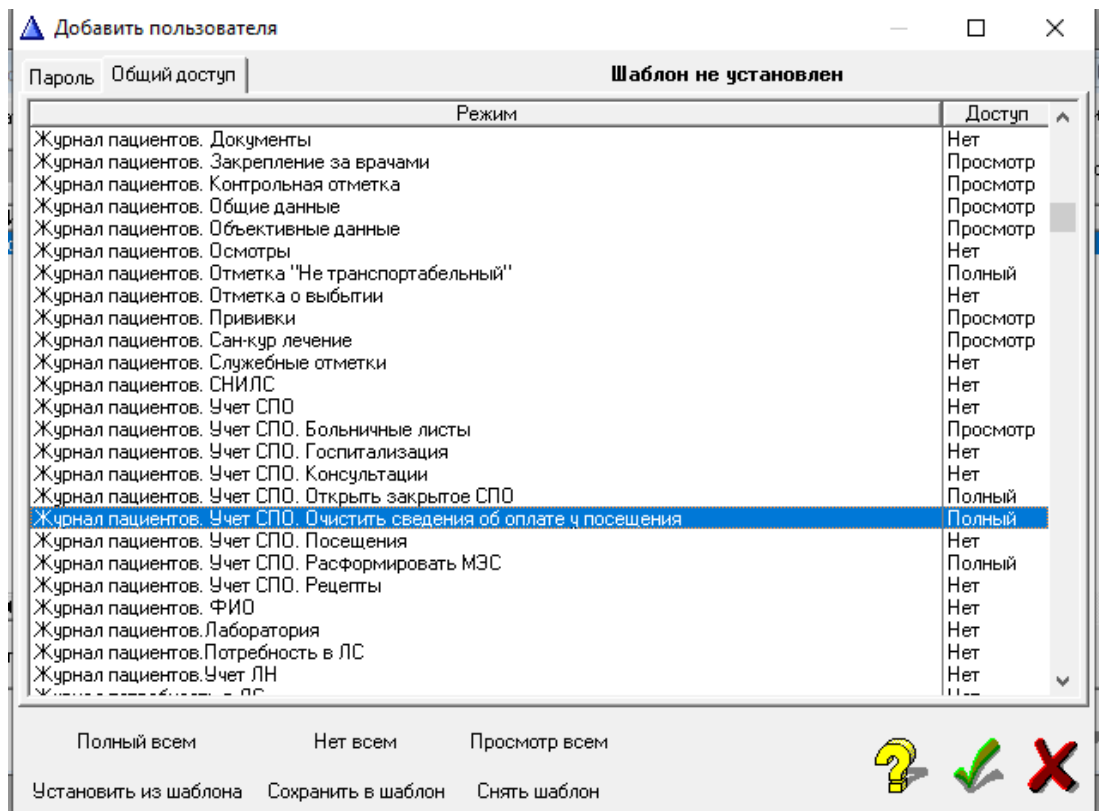 Добавить пользователя
Пароль Общий доступ Шаблон не установлен
Режим Доступ
Журнал пациентов. Документы Нет
Журнал пациентов. Закрепление за врачами Просмотр
Журнал пациентов. Контрольная отметка Просмотр
Журнал пациентов. Общие данные Просмотр
Журнал пациентов. Объективные данные Просмотр
Журнал пациентов. Осмотры Нет
Журнал пациентов. Отметка "Не транспортабельный" Полный
Журнал пациентов. Отметка о выбытии Нет
Журнал пациентов. Прививки Просмотр
Журнал пациентов. Сан-кур лечение Просмотр
Журнал пациентов. Служебные отметки Нет
Журнал пациентов. СНИЛС Нет
Журнал пациентов. Учет СПО Нет
Журнал пациентов. Учет СПО. Больничные листы Просмотр
Журнал пациентов. Учет СПО. Госпитализация Нет
Журнал пациентов. Учет СПО. Консультации Нет
Журнал пациентов. Учет СПО. Открыть закрытое СПО Полный
Журнал пациентов. Учет СПО. Очистить сведения об оплате у посещения Полный
Журнал пациентов. Учет СПО. Посещения Нет
Журнал пациентов. Учет СПО. Расформировать МЭС Полный
Журнал пациентов. Учет СПО. Рецепты Нет
Журнал пациентов. ФИО Нет
Журнал пациентов.Лаборатория Нет
Журнал пациентов.Потребность в ЛС Нет
Журнал пациентов.Учет ЛН Нет
Полный всем Нет всем Просмотр всем
Установить из шаблона Сохранить в шаблон Снять шаблон